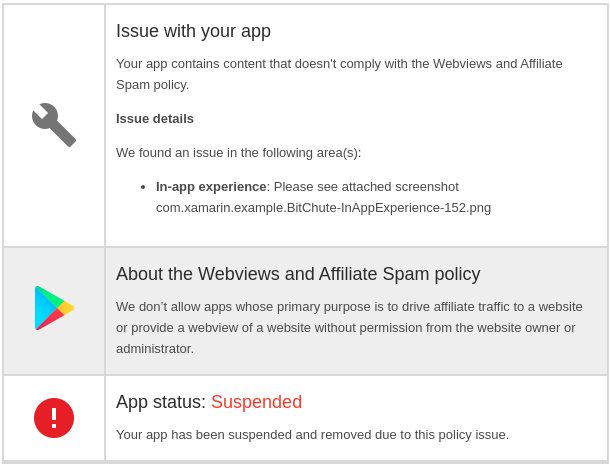 Issue with your app
Your app contains content that doesn't comply with the Webviews and Affiliate
Spam policy.
Issue details
We found an issue in the following area(s):
• In-app experience: Please see attached screenshot
com.xamarin.example.BitChute-InAppExperience-152.png
About the Webviews and Affiliate Spam policy
We don’t allow apps whose primary purpose is to drive affiliate traffic to a website
or provide a webview of a website without permission from the website owner or
administrator.
App status: Suspended
Your app has been suspended and removed due to this policy issue.